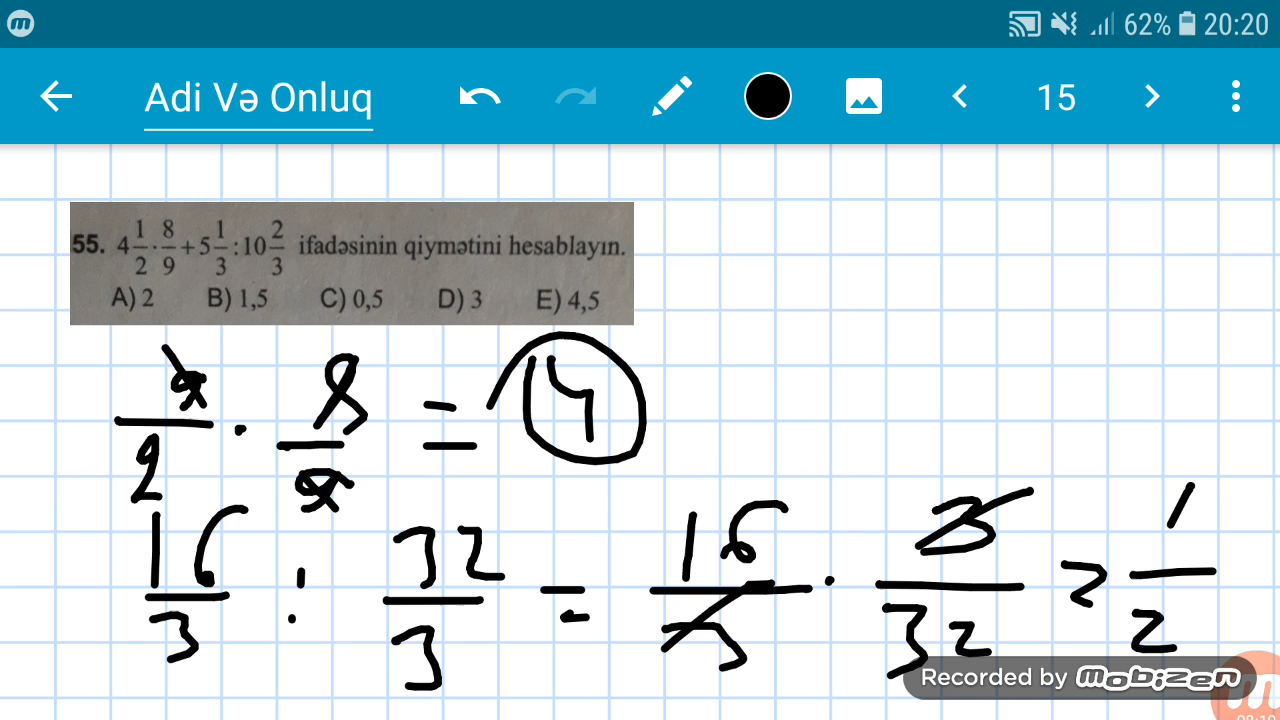 62% 20:20
Adi Və Onluq 15
55. 4 1/2 · 8/9 + 5 1/3 : 10 2/3 ifadəsinin qiymətini hesablayın.
A) 2 B) 1,5 C) 0,5 D) 3 E) 4,5
9/2 · 8/9 = 4
16/3 : 32/3 = 16/3 · 3/32 = 1/2
Recorded by mobizen